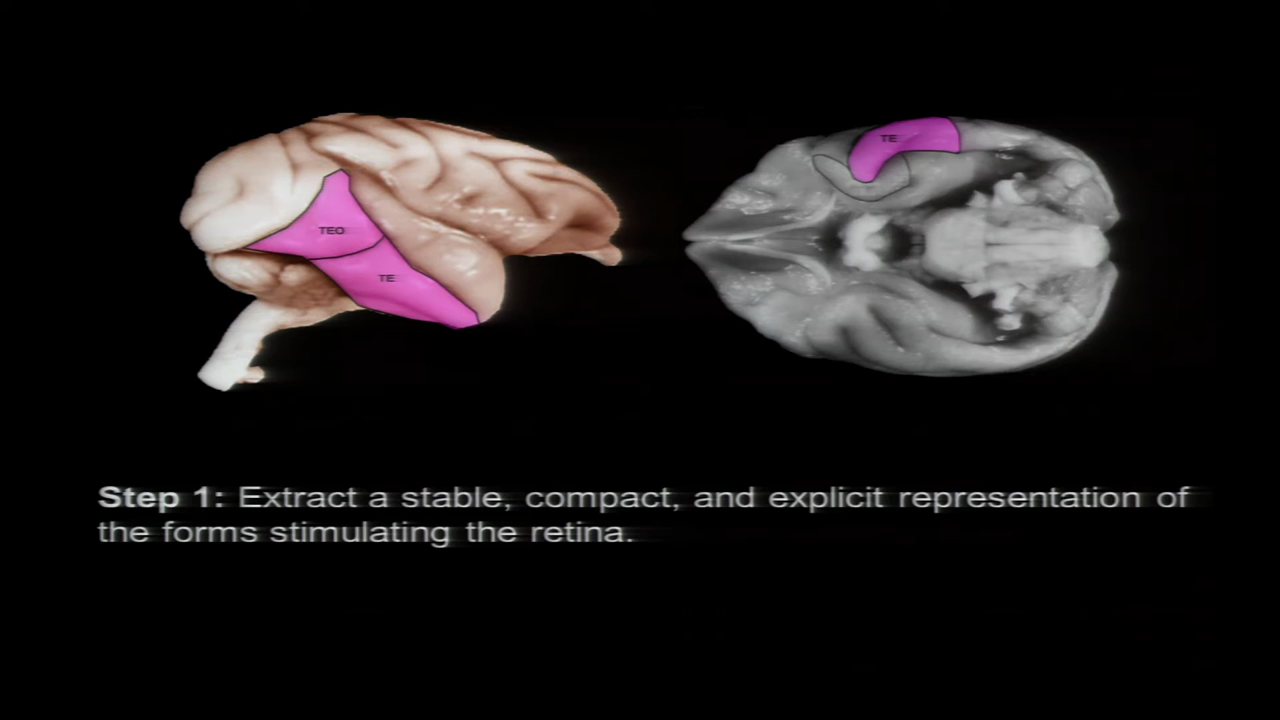 TE
TEO
TE
Step 1: Extract a stable, compact, and explicit representation of
the forms stimulating the retina.